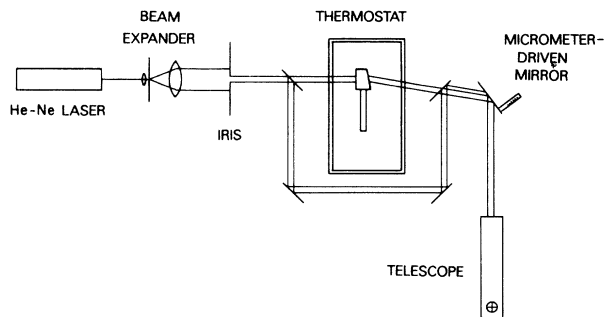 BEAM
EXPANDER
THERMOSTAT
MICROMETER-
DRIVEN
MIRROR
He-Ne LASER
IRIS
TELESCOPE